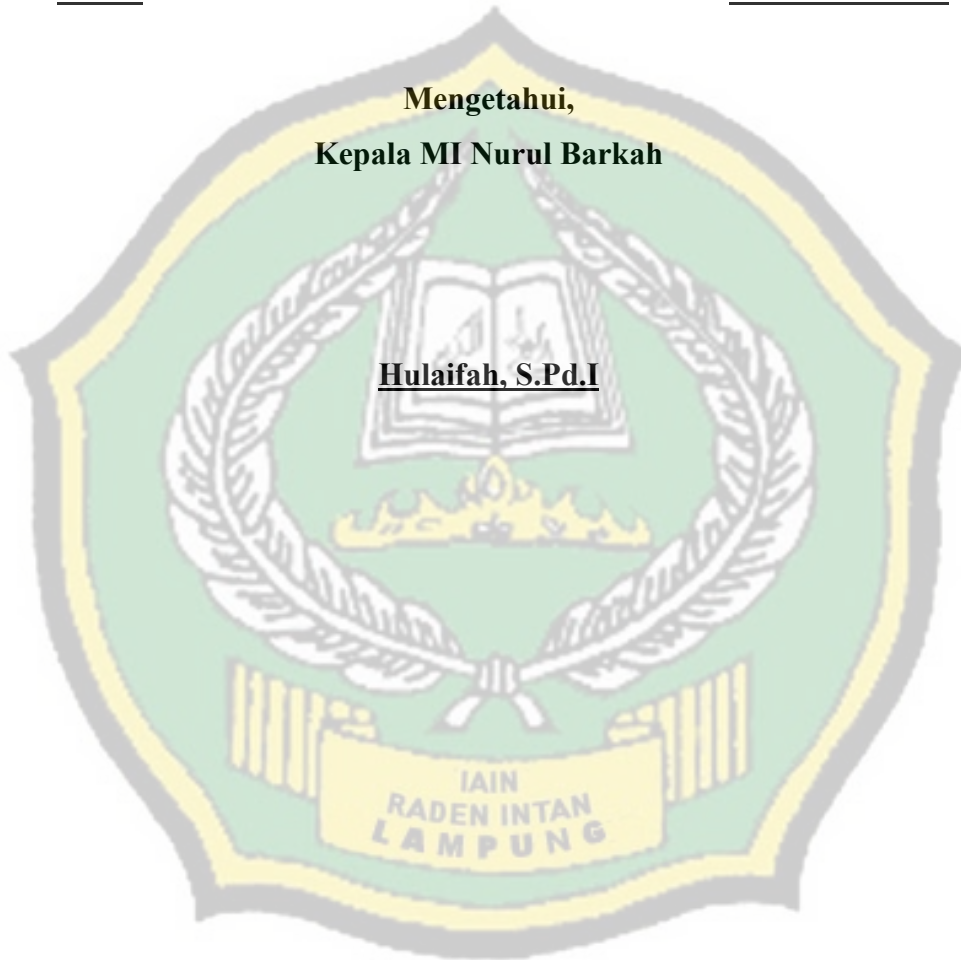 Mengetahui,
Kepala MI Nurul Barkah
Hulaifah, S.Pd.I
IAIN
RADEN INTAN
LAMPUNG